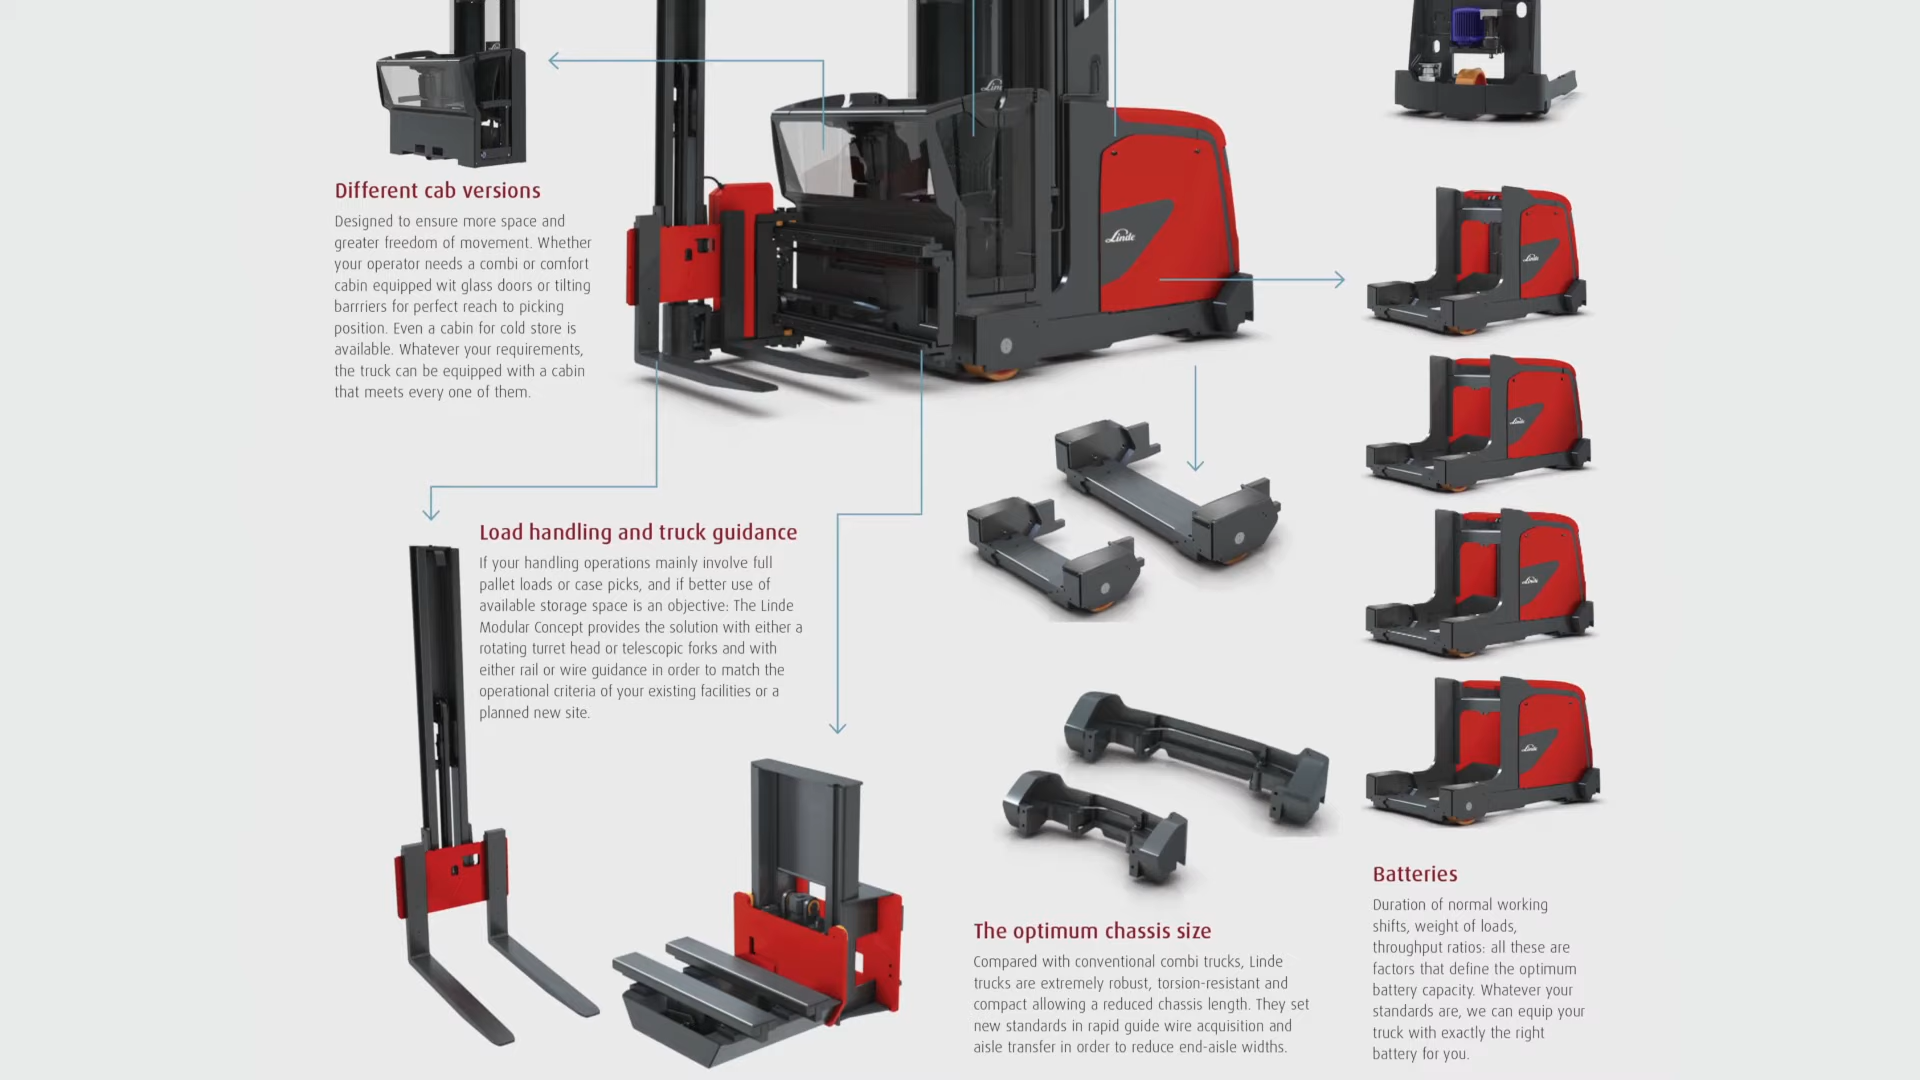 Different cab versions
Designed to ensure more space and
greater freedom of movement. Whether
your operator needs a combi or comfort
cabin equipped wit glass doors or tilting
barrriers for perfect reach to picking
position. Even a cabin for cold store is
available. Whatever your requirements,
the truck can be equipped with a cabin
that meets every one of them.
Linde
Linde
Linde
Linde
Linde
Linde
Load handling and truck guidance
If your handling operations mainly involve full
pallet loads or case picks, and if better use of
available storage space is an objective: The Linde
Modular Concept provides the solution with either a
rotating turret head or telescopic forks and with
either rail or wire guidance in order to match the
operational criteria of your existing facilities or a
planned new site.
The optimum chassis size
Compared with conventional combi trucks, Linde
trucks are extremely robust, torsion-resistant and
compact allowing a reduced chassis length. They set
new standards in rapid guide wire acquisition and
aisle transfer in order to reduce end-aisle widths.
Batteries
Duration of normal working
shifts, weight of loads,
throughput ratios: all these are
factors that define the optimum
battery capacity. Whatever your
standards are, we can equip your
truck with exactly the right
battery for you.